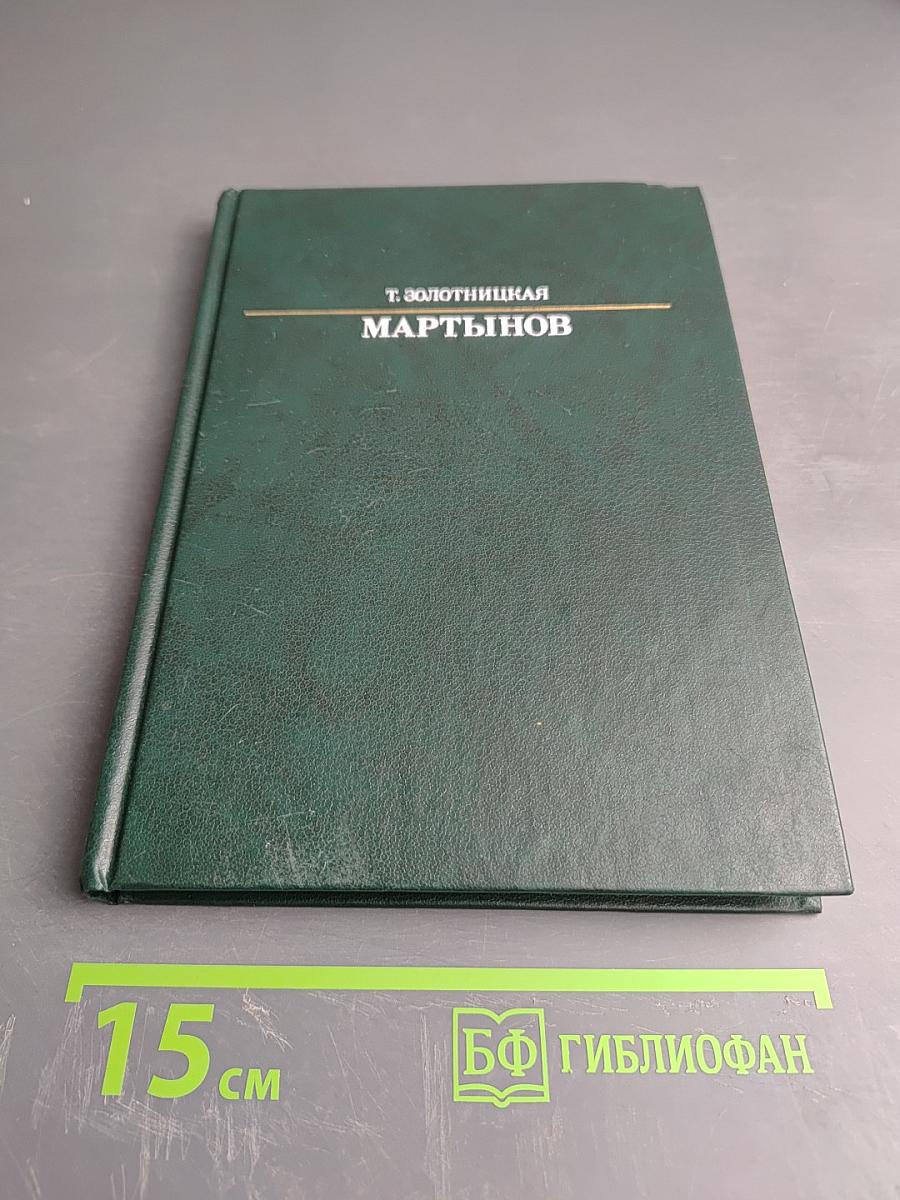 Т. ЗОЛОТНИЦКАЯ
МАРТЫНОВ
15 см
БФ ГИБЛИОФАН